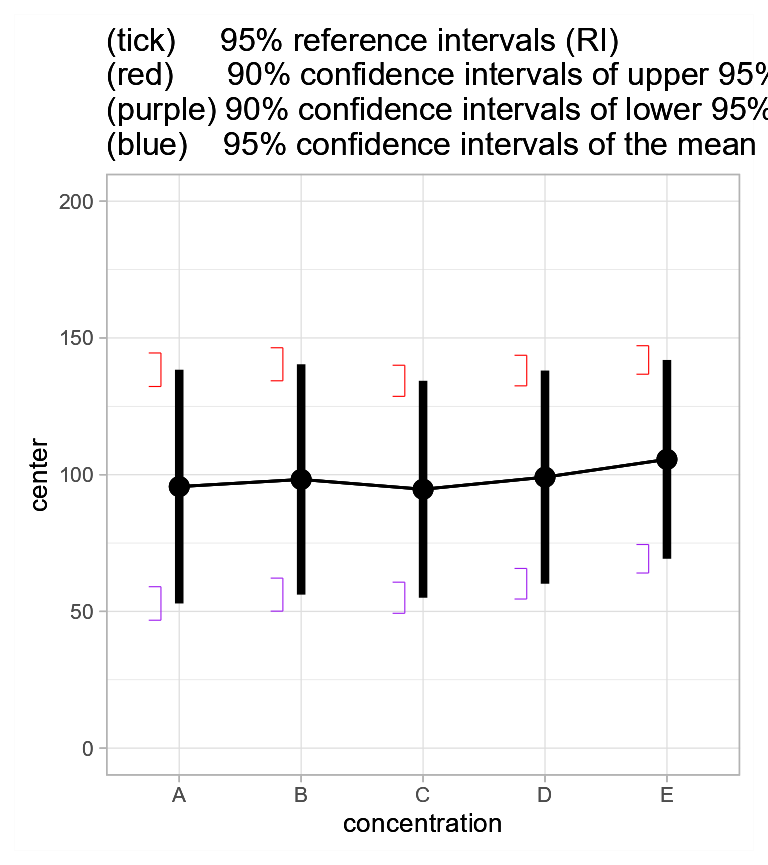 (tick) 95% reference intervals (RI)
(red) 90% confidence intervals of upper 95%
(purple) 90% confidence intervals of lower 95%
(blue) 95% confidence intervals of the mean
200
150
100
50
0
center
A B C D E
concentration